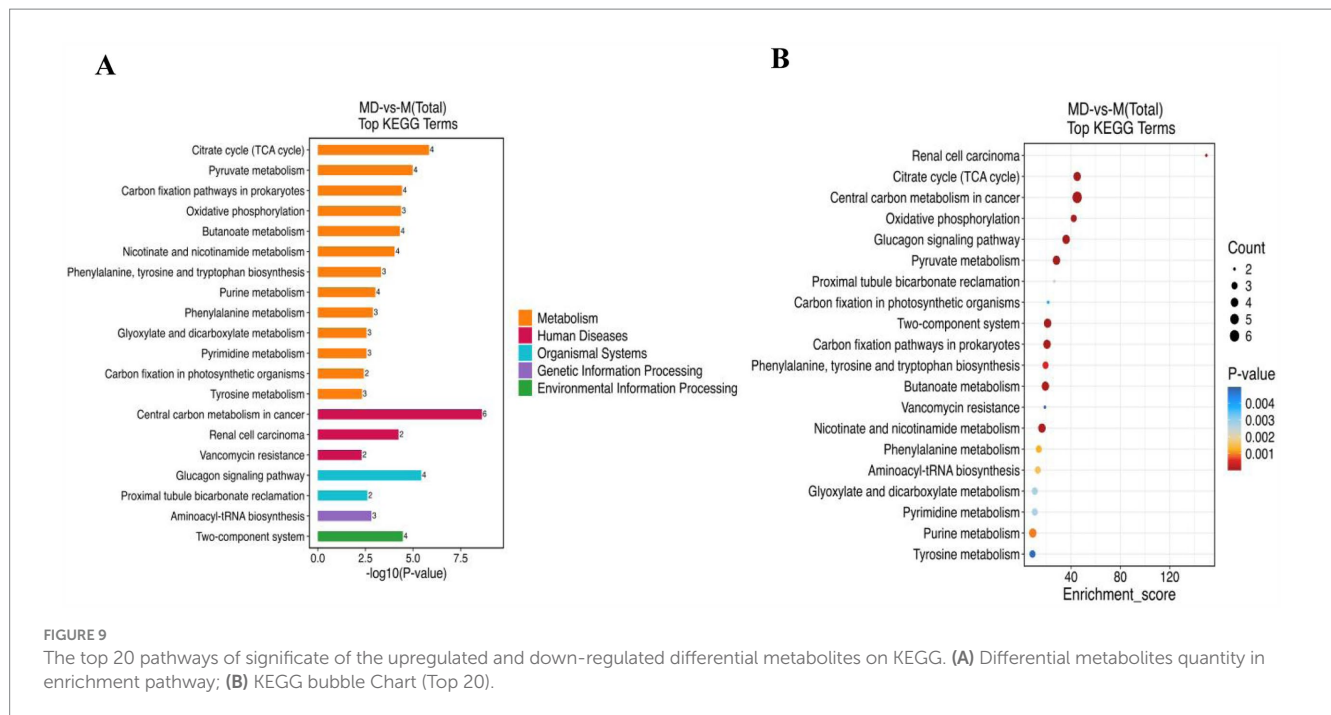 A
MD-vs-M(Total)
Top KEGG Terms
Citrate cycle (TCA cycle) 4
Pyruvate metabolism 4
Carbon fixation pathways in prokaryotes 4
Oxidative phosphorylation 3
Butanoate metabolism 4
Nicotinate and nicotinamide metabolism 4
Phenylalanine, tyrosine and tryptophan biosynthesis 3
Purine metabolism 4
Phenylalanine metabolism 3
Glyoxylate and dicarboxylate metabolism 3
Pyrimidine metabolism 3
Carbon fixation in photosynthetic organisms 2
Tyrosine metabolism 3
Central carbon metabolism in cancer 6
Renal cell carcinoma 2
Vancomycin resistance 2
Glucagon signaling pathway 4
Proximal tubule bicarbonate reclamation 2
Aminoacyl-tRNA biosynthesis 3
Two-component system 4
0.0 2.5 5.0 7.5
-log10(P-value)
Metabolism
Human Diseases
Organismal Systems
Genetic Information Processing
Environmental Information Processing
B
MD-vs-M(Total)
Top KEGG Terms
Renal cell carcinoma
Citrate cycle (TCA cycle)
Central carbon metabolism in cancer
Oxidative phosphorylation
Glucagon signaling pathway
Pyruvate metabolism
Proximal tubule bicarbonate reclamation
Carbon fixation in photosynthetic organisms
Two-component system
Carbon fixation pathways in prokaryotes
Phenylalanine, tyrosine and tryptophan biosynthesis
Butanoate metabolism
Vancomycin resistance
Nicotinate and nicotinamide metabolism
Phenylalanine metabolism
Aminoacyl-tRNA biosynthesis
Glyoxylate and dicarboxylate metabolism
Pyrimidine metabolism
Purine metabolism
Tyrosine metabolism
40 80 120
Enrichment_score
Count
2
3
4
5
6
P-value
0.004
0.003
0.002
0.001
FIGURE 9
The top 20 pathways of significate of the upregulated and down-regulated differential metabolites on KEGG. (A) Differential metabolites quantity in
enrichment pathway; (B) KEGG bubble Chart (Top 20).